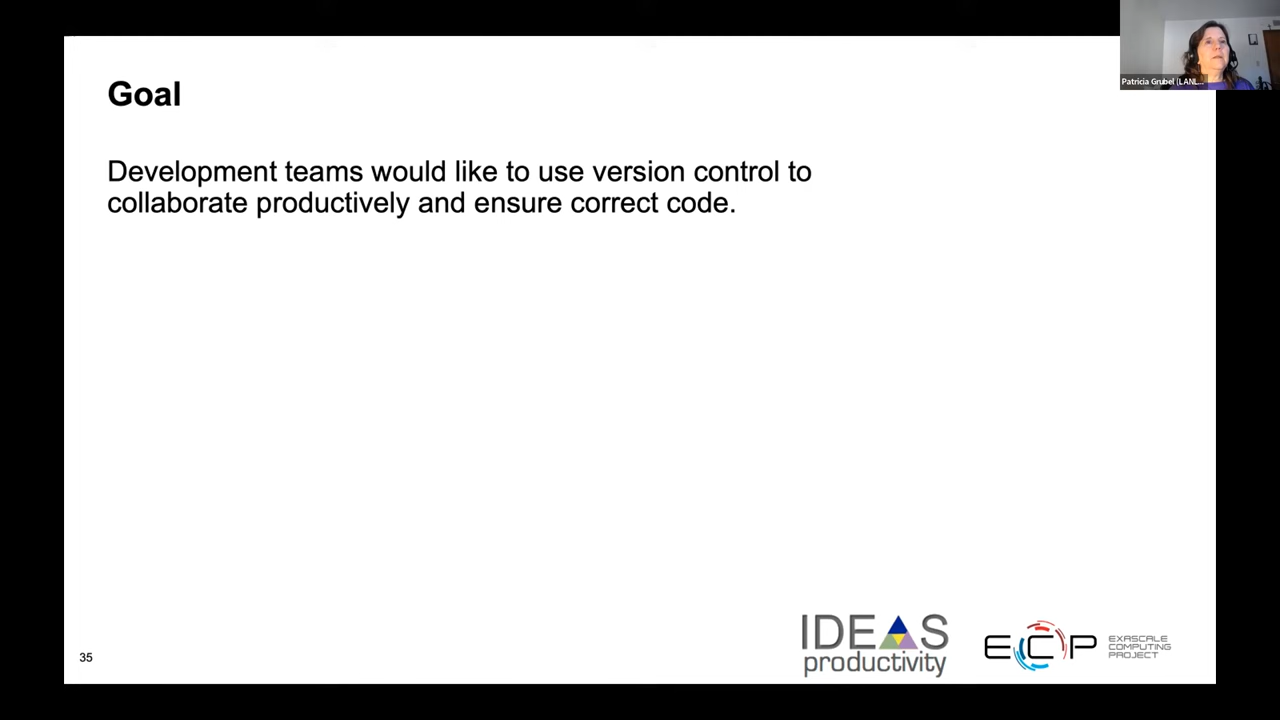 Patricia Grubel (LANL...
Goal
Development teams would like to use version control to
collaborate productively and ensure correct code.
35
IDEAS
productivity
ECP
EXASCALE
COMPUTING
PROJECT